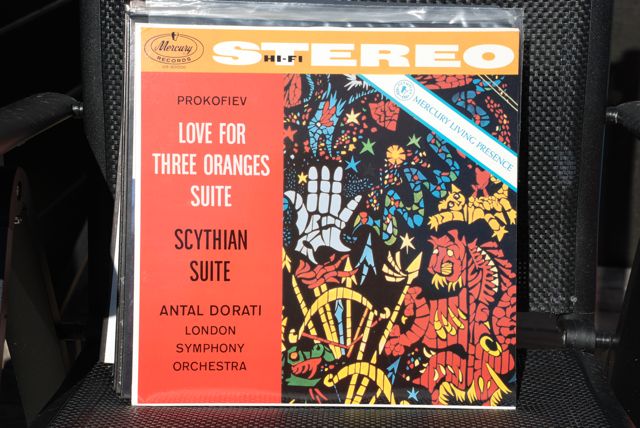 Mercury
RECORDS
STEREO
HI-FI
MERCURY LIVING PRESENCE
PROKOFIEV
LOVE FOR
THREE ORANGES
SUITE
SCYTHIAN
SUITE
ANTAL DORATI
LONDON
SYMPHONY
ORCHESTRA